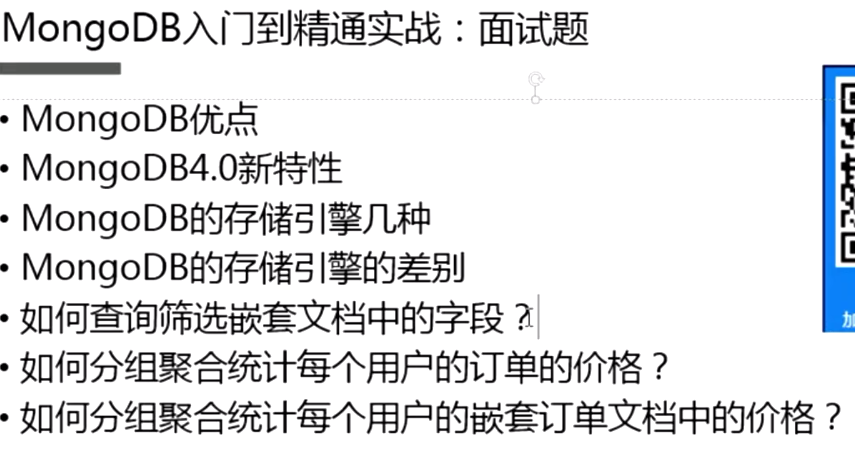 MongoDB入门到精通实战：面试题
• MongoDB优点
• MongoDB4.0新特性
• MongoDB的存储引擎几种
• MongoDB的存储引擎的差别
• 如何查询筛选嵌套文档中的字段？
• 如何分组聚合统计每个用户的订单的价格？
• 如何分组聚合统计每个用户的嵌套订单文档中的价格？
加